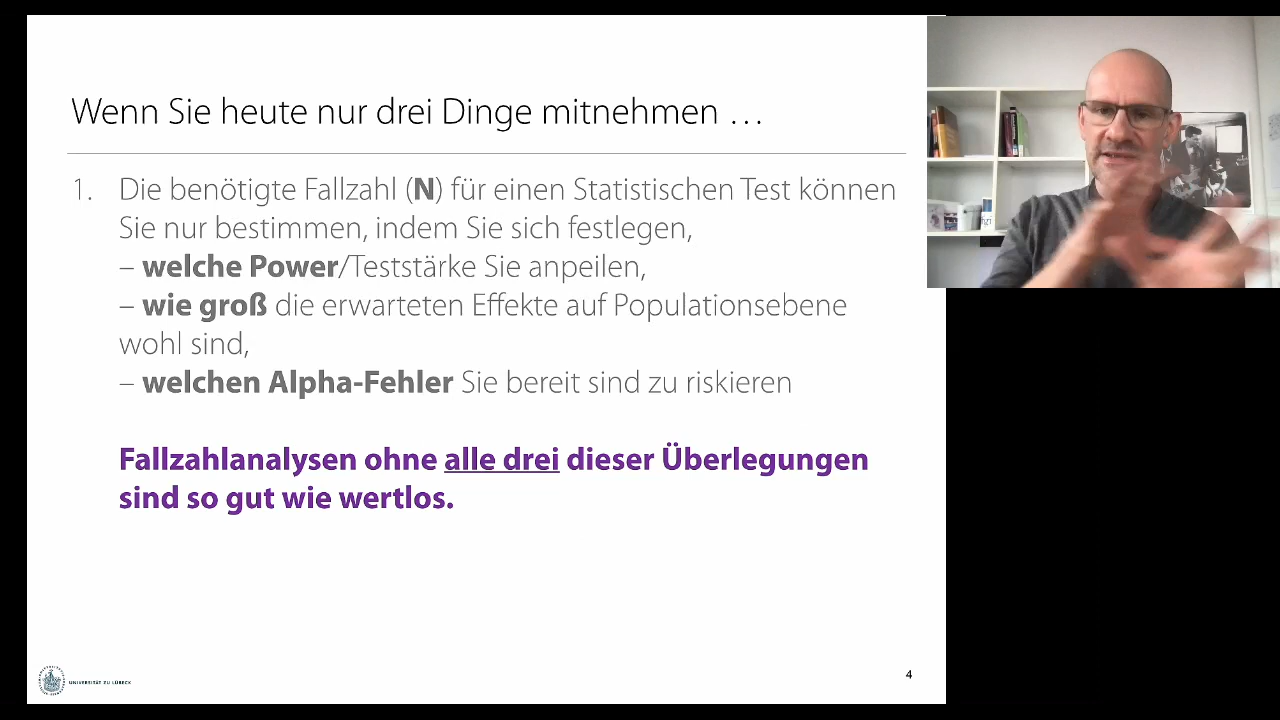 Wenn Sie heute nur drei Dinge mitnehmen …
1. Die benötigte Fallzahl (N) für einen Statistischen Test können
Sie nur bestimmen, indem Sie sich festlegen,
– welche Power/Teststärke Sie anpeilen,
– wie groß die erwarteten Effekte auf Populationsebene
wohl sind,
– welchen Alpha-Fehler Sie bereit sind zu riskieren
Fallzahlanalysen ohne alle drei dieser Überlegungen
sind so gut wie wertlos.
UNIVERSITÄT ZU LÜBECK
4